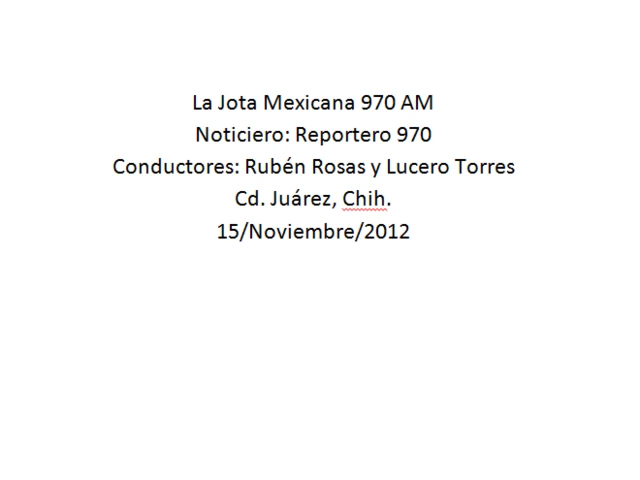 La Jota Mexicana 970 AM
Noticiero: Reportero 970
Conductores: Rubén Rosas y Lucero Torres
Cd. Juárez, Chih.
15/Noviembre/2012